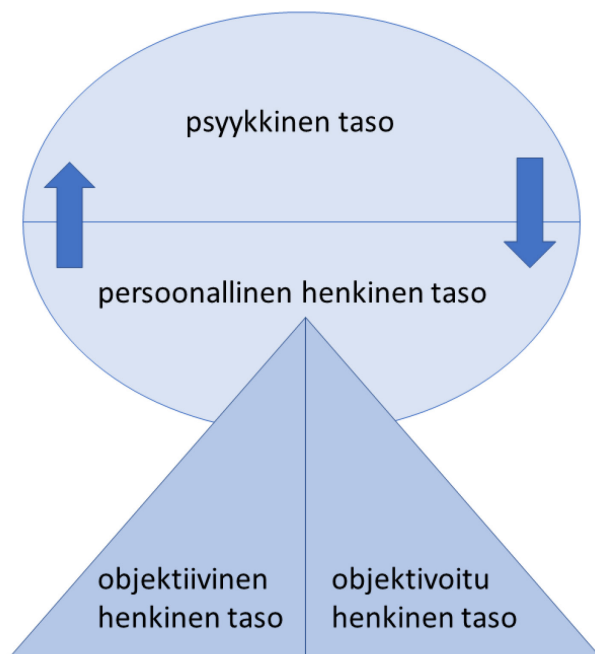 psyykkinen taso
persoonallinen henkinen taso
objektiivinen
henkinen taso
objektivoitu
henkinen taso